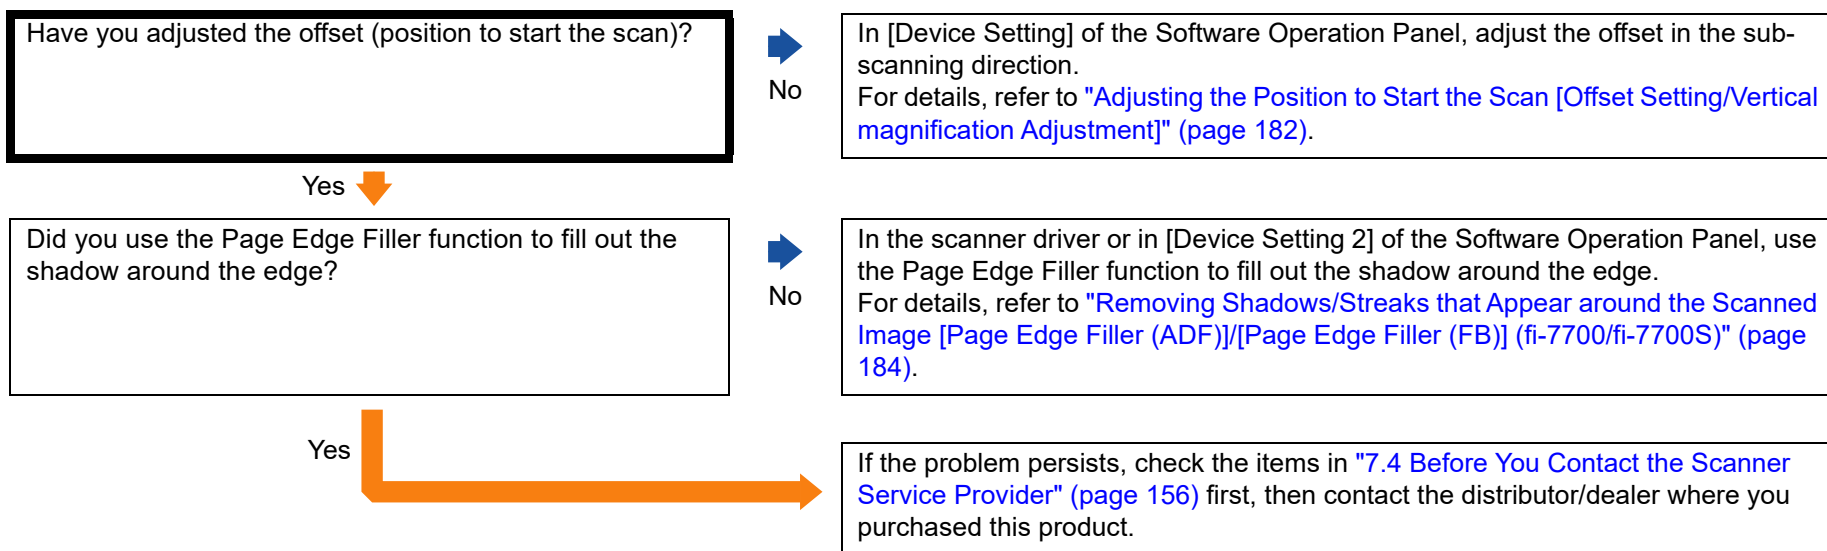 Have you adjusted the offset (position to start the scan)?
No
In [Device Setting] of the Software Operation Panel, adjust the offset in the sub-
scanning direction.
For details, refer to "Adjusting the Position to Start the Scan [Offset Setting/Vertical
magnification Adjustment]" (page 182).
Yes
Did you use the Page Edge Filler function to fill out the
shadow around the edge?
No
In the scanner driver or in [Device Setting 2] of the Software Operation Panel, use
the Page Edge Filler function to fill out the shadow around the edge.
For details, refer to "Removing Shadows/Streaks that Appear around the Scanned
Image [Page Edge Filler (ADF)]/[Page Edge Filler (FB)] (fi-7700/fi-7700S)" (page
184).
Yes
If the problem persists, check the items in "7.4 Before You Contact the Scanner
Service Provider" (page 156) first, then contact the distributor/dealer where you
purchased this product.